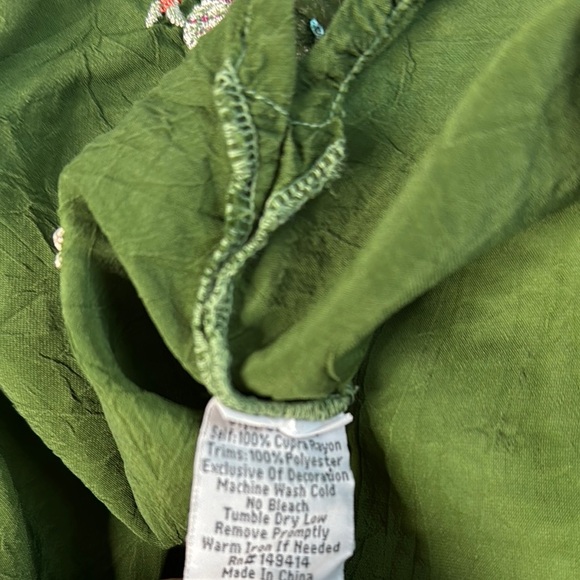 Self: 100% Cupra Rayon
Trims: 100% Polyester
Exclusive Of Decoration
Machine Wash Cold
No Bleach
Tumble Dry Low
Remove Promptly
Warm Iron If Needed
Rn# 149414
Made In China